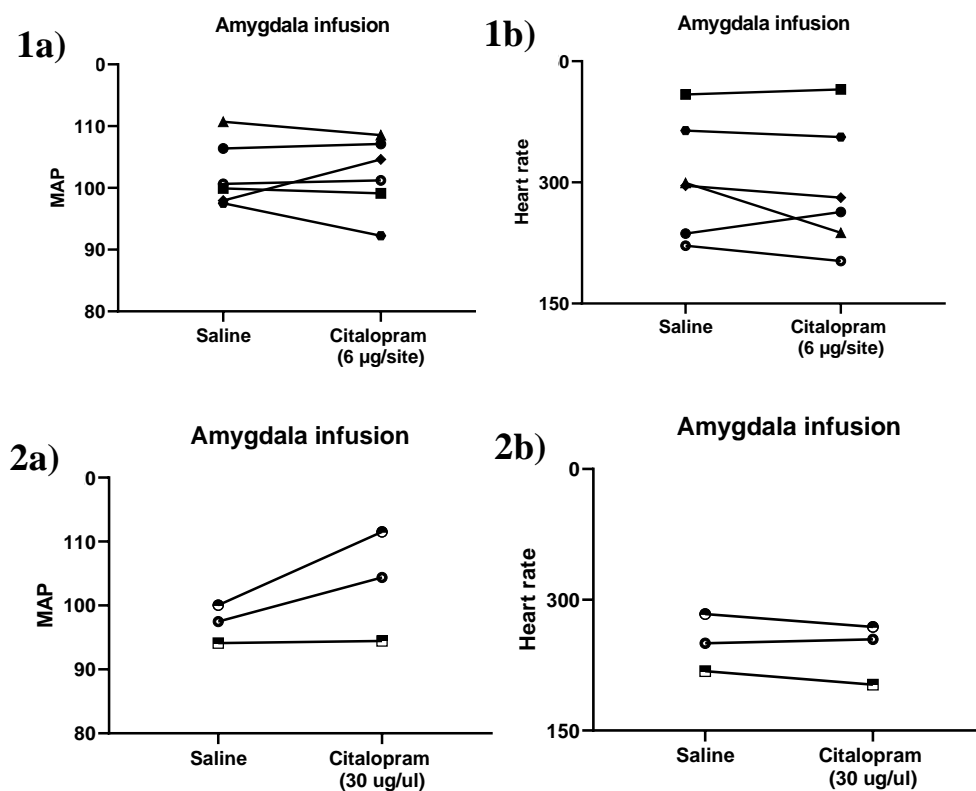 1a)
Amygdala infusion
0
110
100
90
80
MAP
Saline
Citalopram
(6 µg/site)
1b)
Amygdala infusion
0
300
150
Heart rate
Saline
Citalopram
(6 µg/site)
2a)
Amygdala infusion
0
110
100
90
80
MAP
Saline
Citalopram
(30 ug/ul)
2b)
Amygdala infusion
0
300
150
Heart rate
Saline
Citalopram
(30 ug/ul)